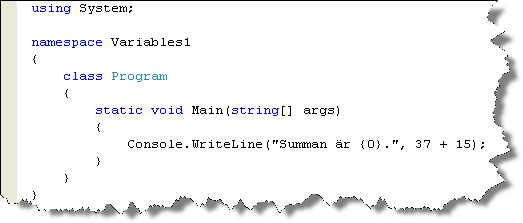 using System;
namespace Variables1
{
    class Program
    {
        static void Main(string[] args)
        {
            Console.WriteLine("Summan är {0}.", 37 + 15);
        }
    }
}